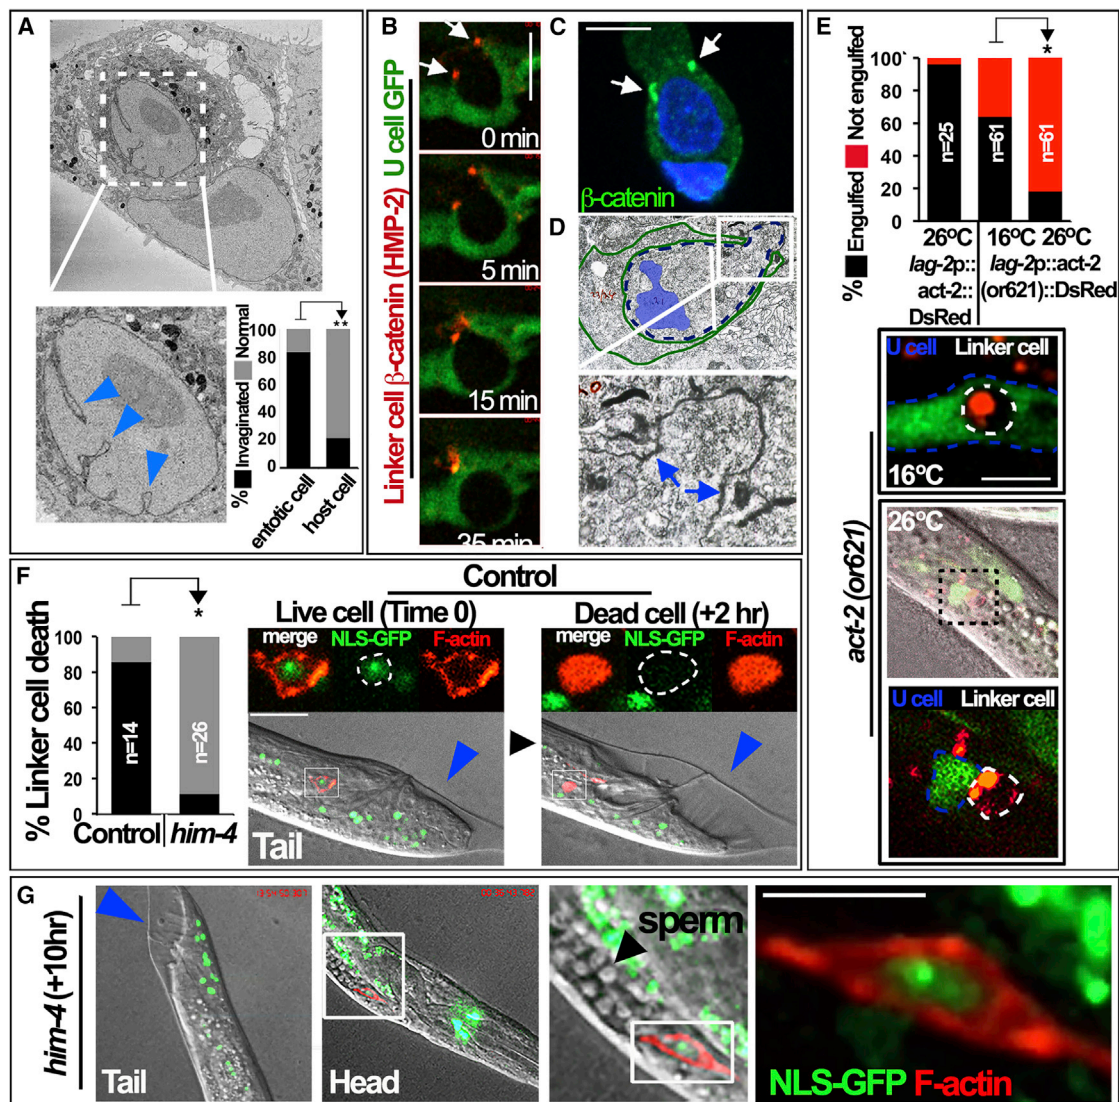 A
% Invaginated Normal
100
80
60
40
20
0
**
entotic cell
host cell
B
Linker cell β-catenin (HMP-2) U cell GFP
0 min
5 min
15 min
35 min
C
β-catenin
D
E
% Engulfed Not engulfed
100
80
60
40
20
0
*
n=25
n=61
n=61
26ºC 16ºC 26ºC
lag-2p:: lag-2p::act-2
act-2:: (or621)::DsRed
DsRed
act-2 (or621)
U cell Linker cell
16ºC
26ºC
U cell Linker cell
F
% Linker cell death
100
80
60
40
20
0
*
n=14
n=26
Control him-4
Control
Live cell (Time 0) Dead cell (+2 hr)
merge NLS-GFP F-actin merge NLS-GFP F-actin
Tail
G
him-4 (+10hr)
Tail
Head
sperm
NLS-GFP F-actin